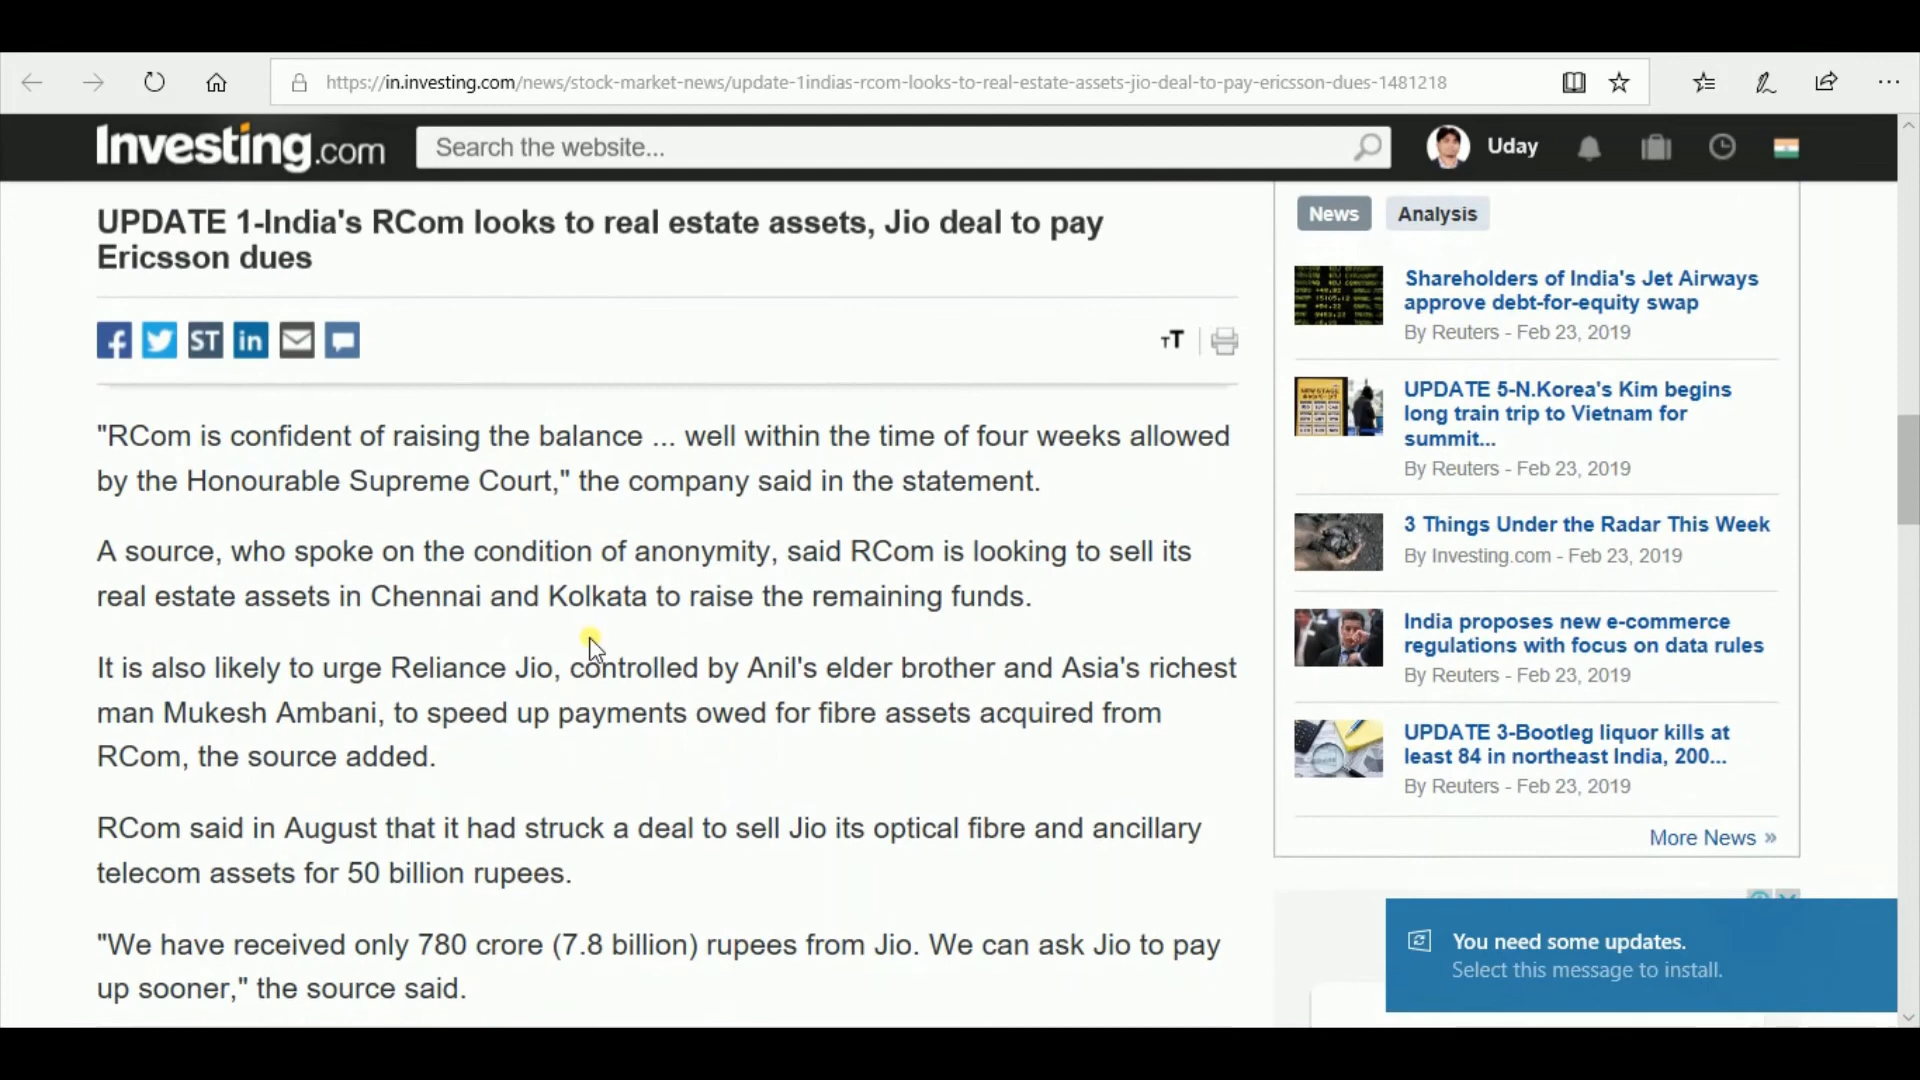 https://in.investing.com/news/stock-market-news/update-1indias-rcom-looks-to-real-estate-assets-jio-deal-to-pay-ericsson-dues-1481218
Investing.com
Search the website...
Uday
UPDATE 1-India's RCom looks to real estate assets, Jio deal to pay
Ericsson dues
ST
in
TT
"RCom is confident of raising the balance ... well within the time of four weeks allowed
by the Honourable Supreme Court," the company said in the statement.
A source, who spoke on the condition of anonymity, said RCom is looking to sell its
real estate assets in Chennai and Kolkata to raise the remaining funds.
It is also likely to urge Reliance Jio, controlled by Anil's elder brother and Asia's richest
man Mukesh Ambani, to speed up payments owed for fibre assets acquired from
RCom, the source added.
RCom said in August that it had struck a deal to sell Jio its optical fibre and ancillary
telecom assets for 50 billion rupees.
"We have received only 780 crore (7.8 billion) rupees from Jio. We can ask Jio to pay
up sooner," the source said.
News
Analysis
Shareholders of India's Jet Airways
approve debt-for-equity swap
By Reuters - Feb 23, 2019
UPDATE 5-N.Korea's Kim begins
long train trip to Vietnam for
summit...
By Reuters - Feb 23, 2019
3 Things Under the Radar This Week
By Investing.com - Feb 23, 2019
India proposes new e-commerce
regulations with focus on data rules
By Reuters - Feb 23, 2019
UPDATE 3-Bootleg liquor kills at
least 84 in northeast India, 200...
By Reuters - Feb 23, 2019
More News »
You need some updates.
Select this message to install.